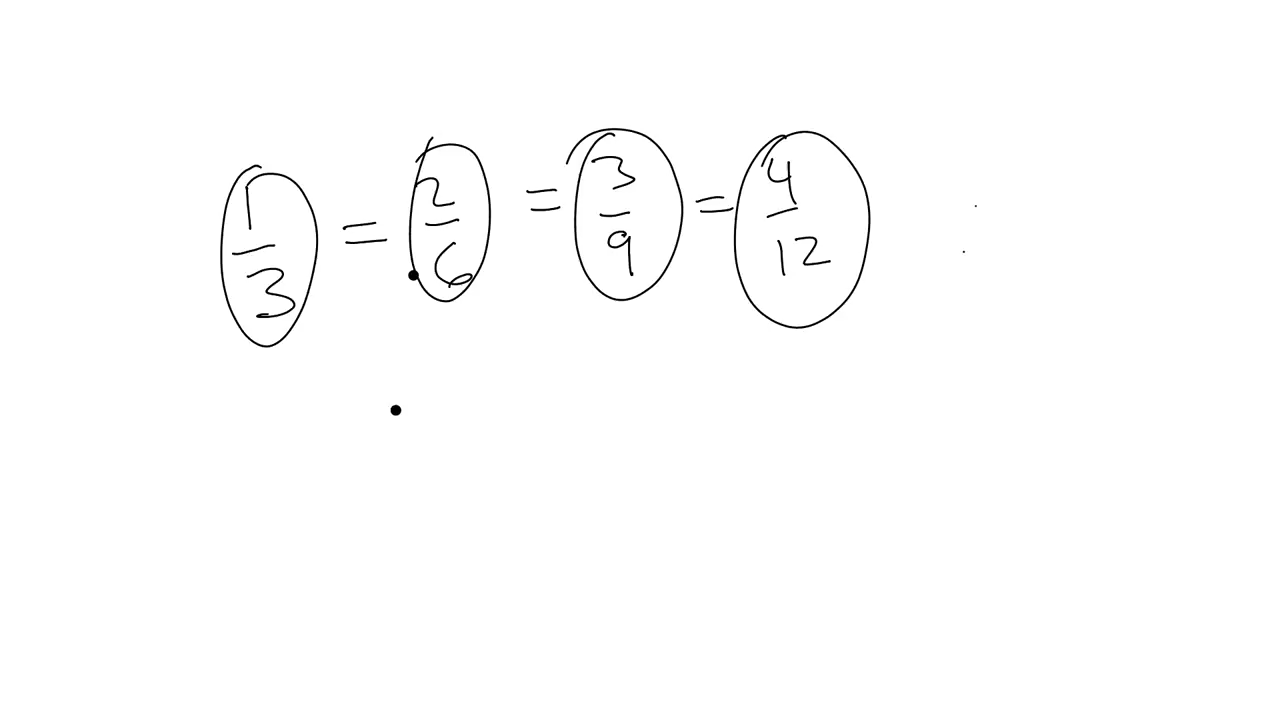 1/3 = 2/6 = 3/9 = 4/12